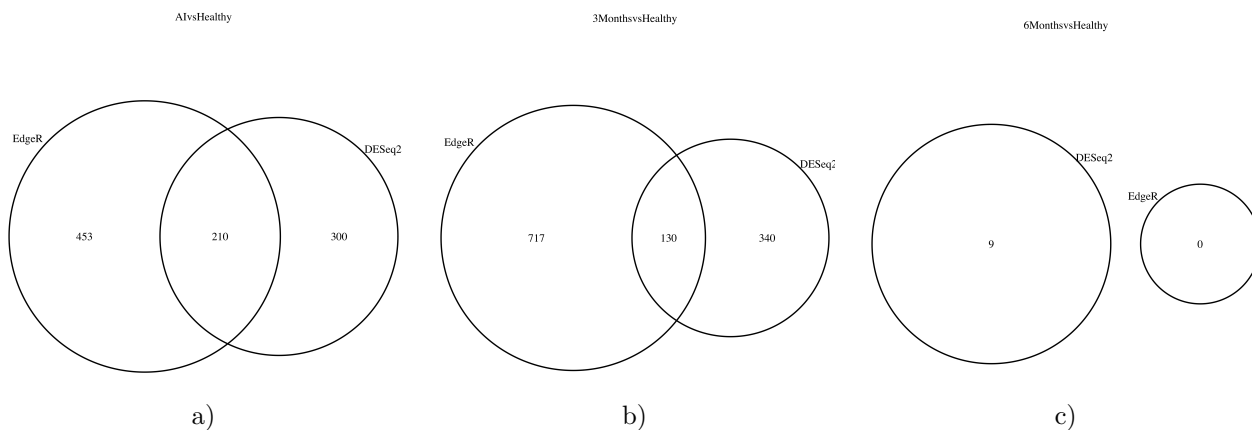 AIvsHealthy
EdgeR
DESeq2
453
210
300
a)
3MonthsvsHealthy
EdgeR
DESeq2
717
130
340
b)
6MonthsvsHealthy
DESeq2
EdgeR
9
0
c)